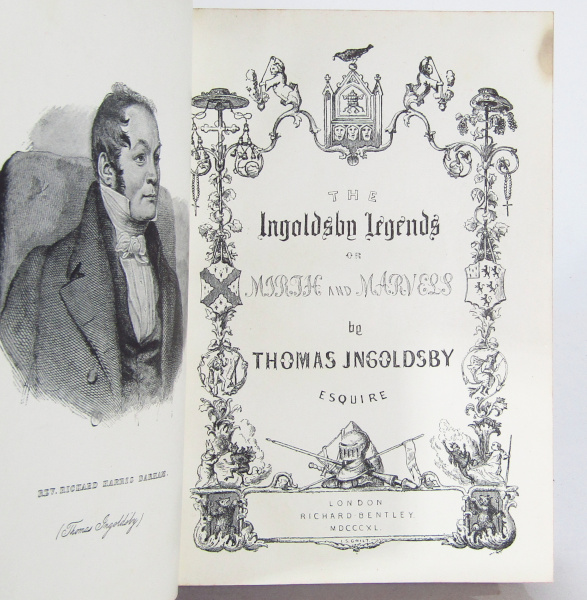 REV. RICHARD HARRIS BARHAM.
(Thomas Ingoldsby)
THE
Ingoldsby Legends
OR
MIRTH AND MARVELS
by
THOMAS INGOLDSBY
ESQUIRE
LONDON
RICHARD BENTLEY.
MDCCCXL.